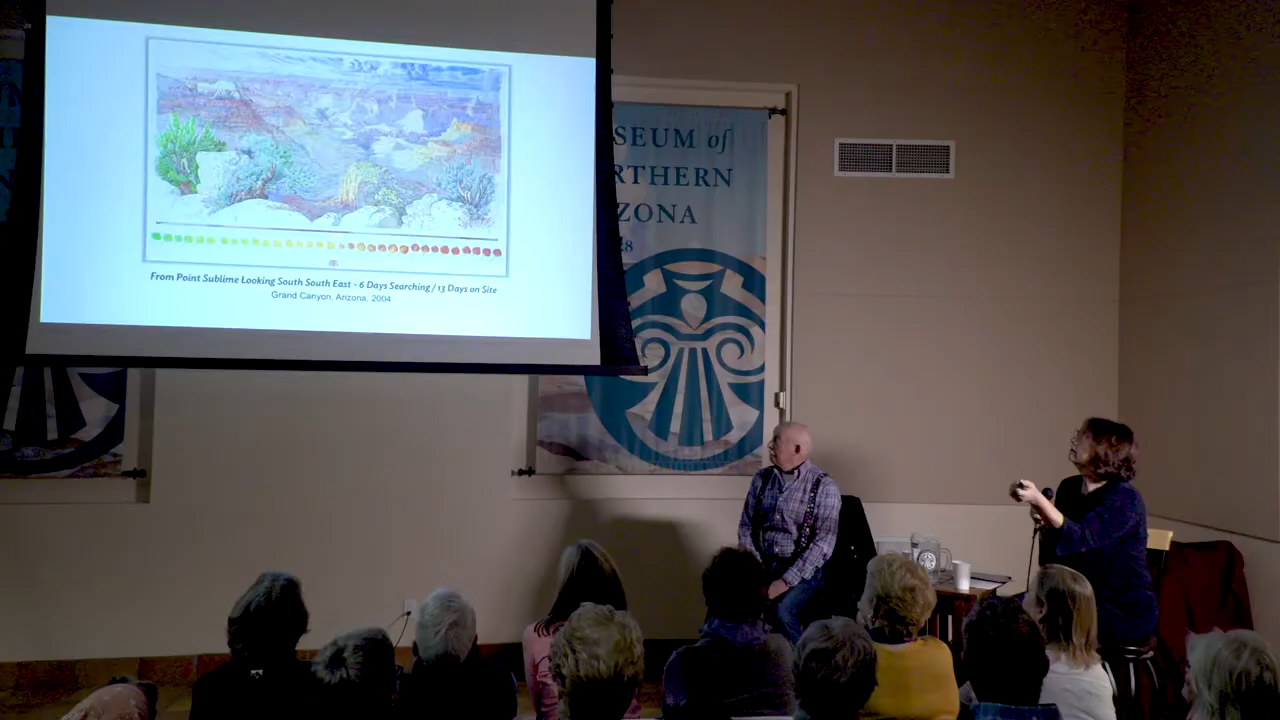 From Point Sublime Looking South South East - 6 Days Searching / 13 Days on Site
Grand Canyon, Arizona, 2004
SEUM of
RTHERN
ZONA
28